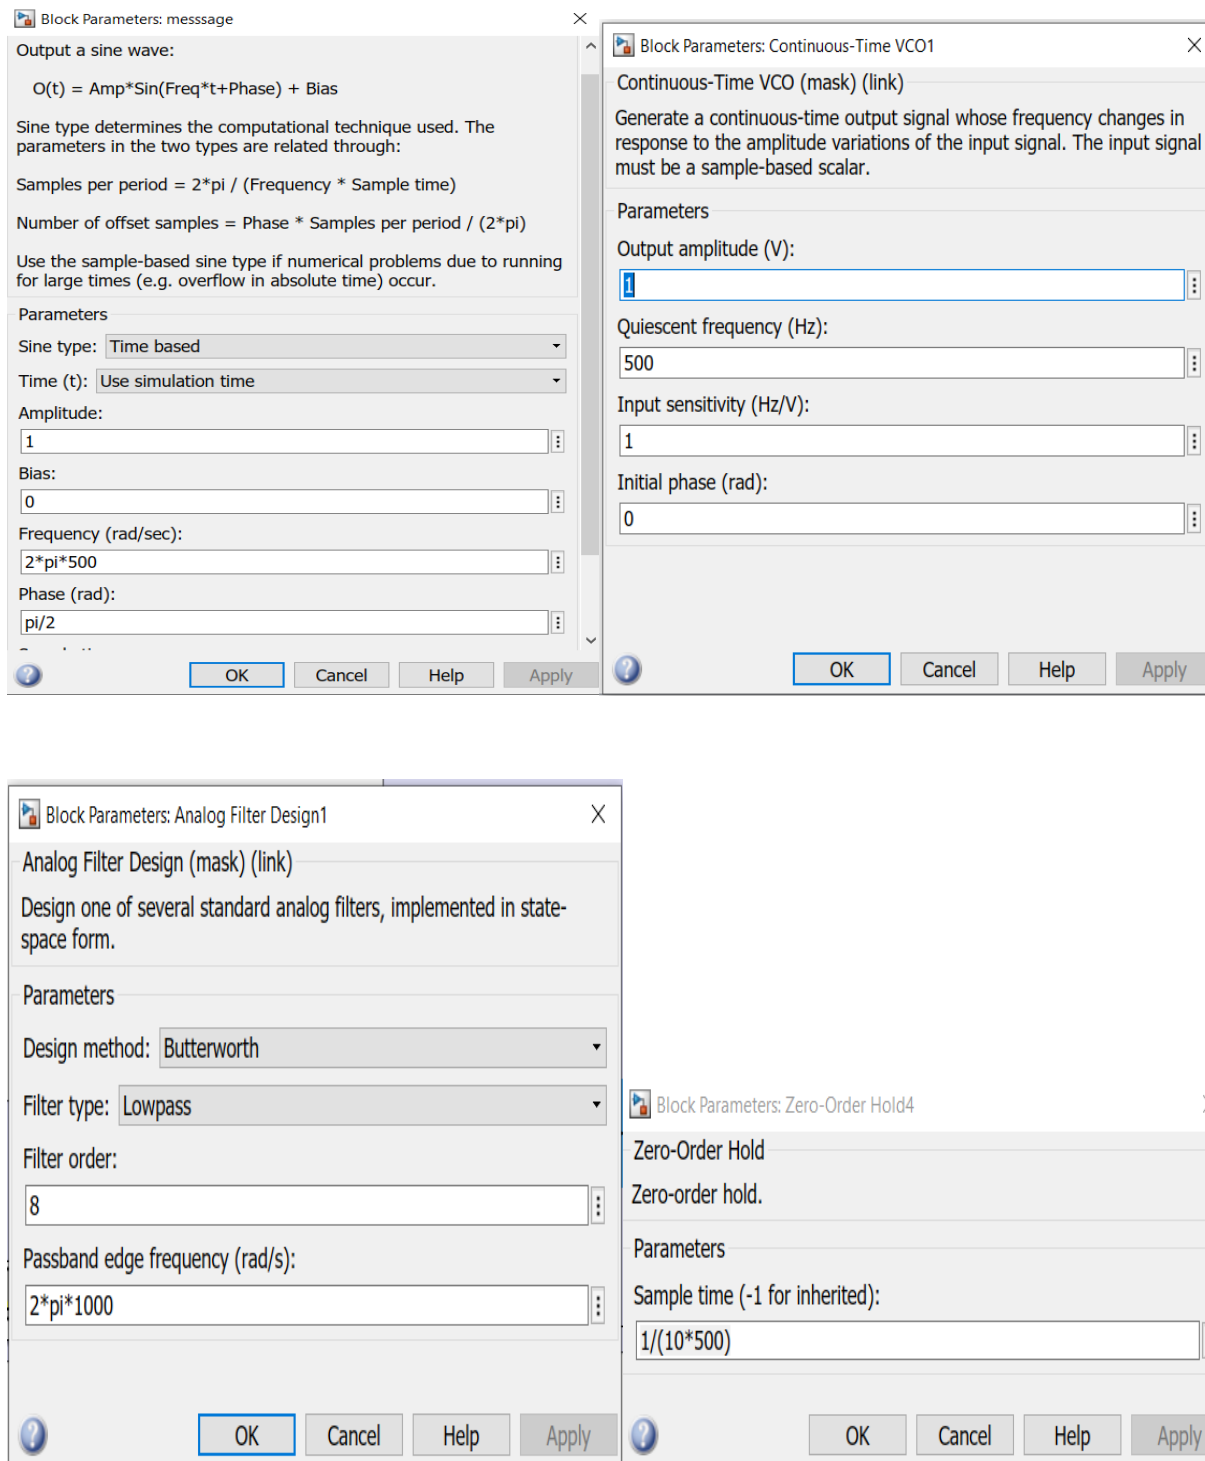 Block Parameters: messsage
Output a sine wave:
O(t) = Amp*Sin(Freq*t+Phase) + Bias
Sine type determines the computational technique used. The
parameters in the two types are related through:
Samples per period = 2*pi / (Frequency * Sample time)
Number of offset samples = Phase * Samples per period / (2*pi)
Use the sample-based sine type if numerical problems due to running
for large times (e.g. overflow in absolute time) occur.
Parameters
Sine type: Time based
Time (t): Use simulation time
Amplitude:
1
Bias:
0
Frequency (rad/sec):
2*pi*500
Phase (rad):
pi/2
OK Cancel Help Apply
Block Parameters: Continuous-Time VCO1
Continuous-Time VCO (mask) (link)
Generate a continuous-time output signal whose frequency changes in
response to the amplitude variations of the input signal. The input signal
must be a sample-based scalar.
Parameters
Output amplitude (V):
1
Quiescent frequency (Hz):
500
Input sensitivity (Hz/V):
1
Initial phase (rad):
0
OK Cancel Help Apply
Block Parameters: Analog Filter Design1
Analog Filter Design (mask) (link)
Design one of several standard analog filters, implemented in state-
space form.
Parameters
Design method: Butterworth
Filter type: Lowpass
Filter order:
8
Passband edge frequency (rad/s):
2*pi*1000
OK Cancel Help Apply
Block Parameters: Zero-Order Hold4
Zero-Order Hold
Zero-order hold.
Parameters
Sample time (-1 for inherited):
1/(10*500)
OK Cancel Help Apply